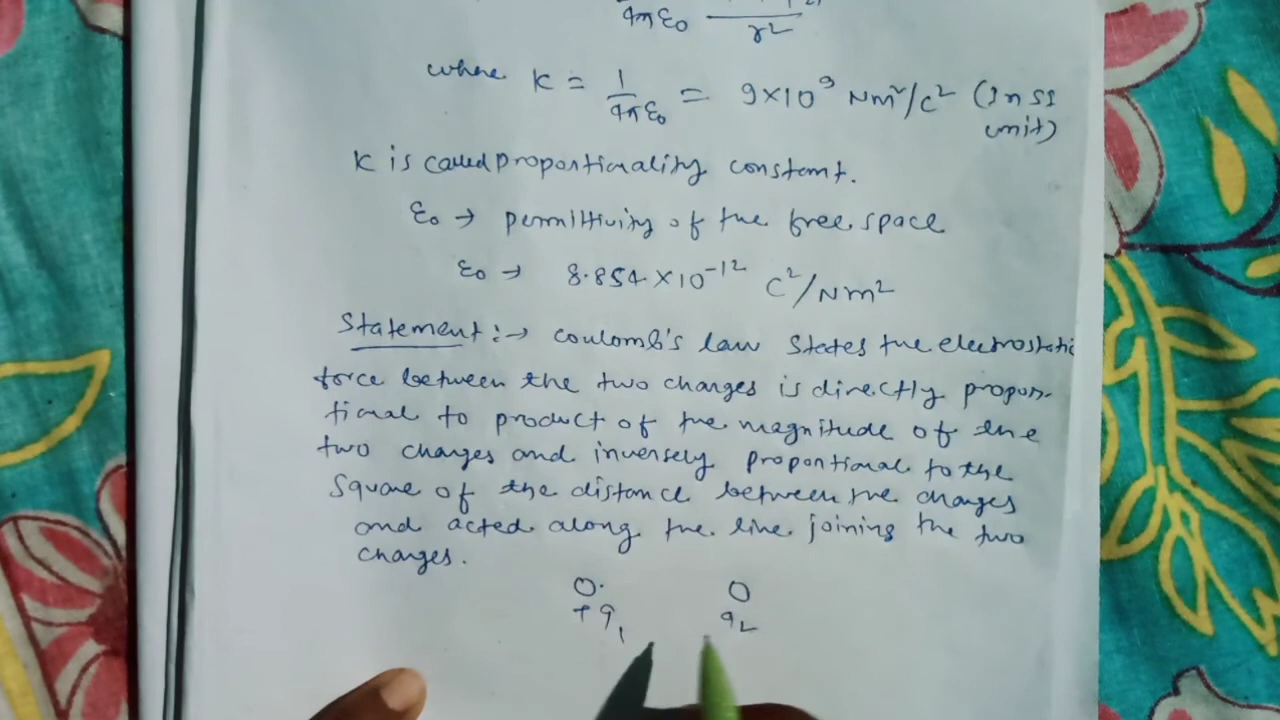 4πε₀ r²
where K = 1/4πε₀ = 9×10⁹ Nm²/C² (In SI unit)
K is called proportionality constant.
ε₀ → permittivity of the free space
ε₀ → 8.854×10⁻¹² C²/Nm²
Statement :→ Coulomb's law States the electrostatic
force between the two charges is directly propor-
tional to product of the magnitude of the
two charges and inversely proportional to the
square of the distance between the charges
and acted along the line joining the two
charges.
+q₁ q₂